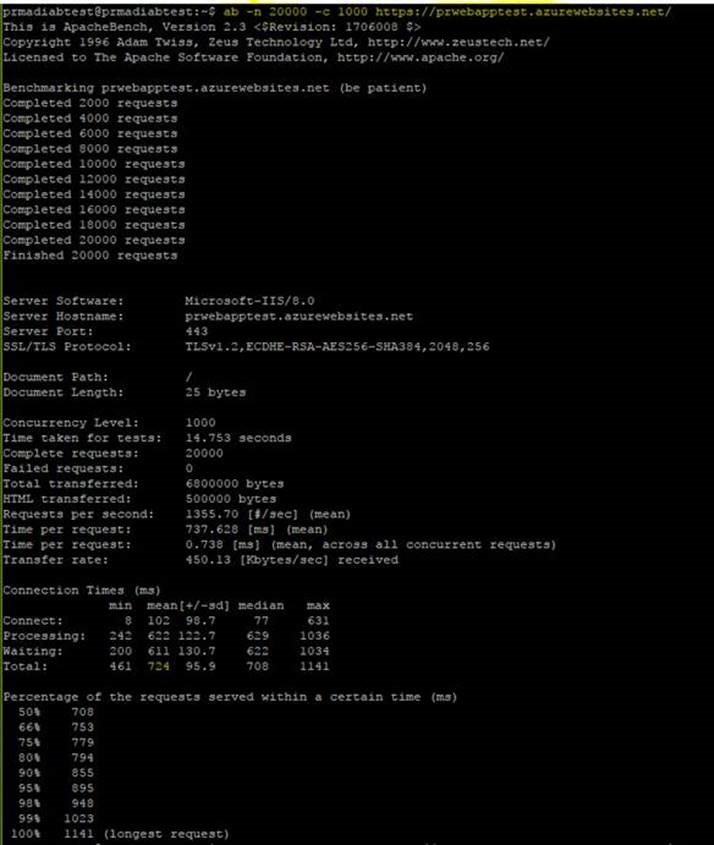 prmadiabtest@prmadiabtest:~$ ab -n 20000 -c 1000 https://prwebapptest.azurewebsites.net/
This is ApacheBench, Version 2.3 <$Revision: 1706008 $>
Copyright 1996 Adam Twiss, Zeus Technology Ltd, http://www.zeustech.net/
Licensed to The Apache Software Foundation, http://www.apache.org/

Benchmarking prwebapptest.azurewebsites.net (be patient)
Completed 2000 requests
Completed 4000 requests
Completed 6000 requests
Completed 8000 requests
Completed 10000 requests
Completed 12000 requests
Completed 14000 requests
Completed 16000 requests
Completed 18000 requests
Completed 20000 requests
Finished 20000 requests

Server Software:        Microsoft-IIS/8.0
Server Hostname:        prwebapptest.azurewebsites.net
Server Port:            443
SSL/TLS Protocol:       TLSv1.2,ECDHE-RSA-AES256-SHA384,2048,256

Document Path:          /
Document Length:        25 bytes

Concurrency Level:      1000
Time taken for tests:   14.753 seconds
Complete requests:      20000
Failed requests:        0
Total transferred:      6800000 bytes
HTML transferred:       500000 bytes
Requests per second:    1355.70 [#/sec] (mean)
Time per request:       737.628 [ms] (mean)
Time per request:       0.738 [ms] (mean, across all concurrent requests)
Transfer rate:          450.13 [Kbytes/sec] received

Connection Times (ms)
              min  mean[+/-sd] median   max
Connect:        8  102  98.7     77     631
Processing:   242  622 122.7    629    1036
Waiting:      200  611 130.7    622    1034
Total:        461  724  95.9    708    1141

Percentage of the requests served within a certain time (ms)
  50%    708
  66%    753
  75%    779
  80%    794
  90%    855
  95%    895
  98%    948
  99%   1023
 100%   1141 (longest request)